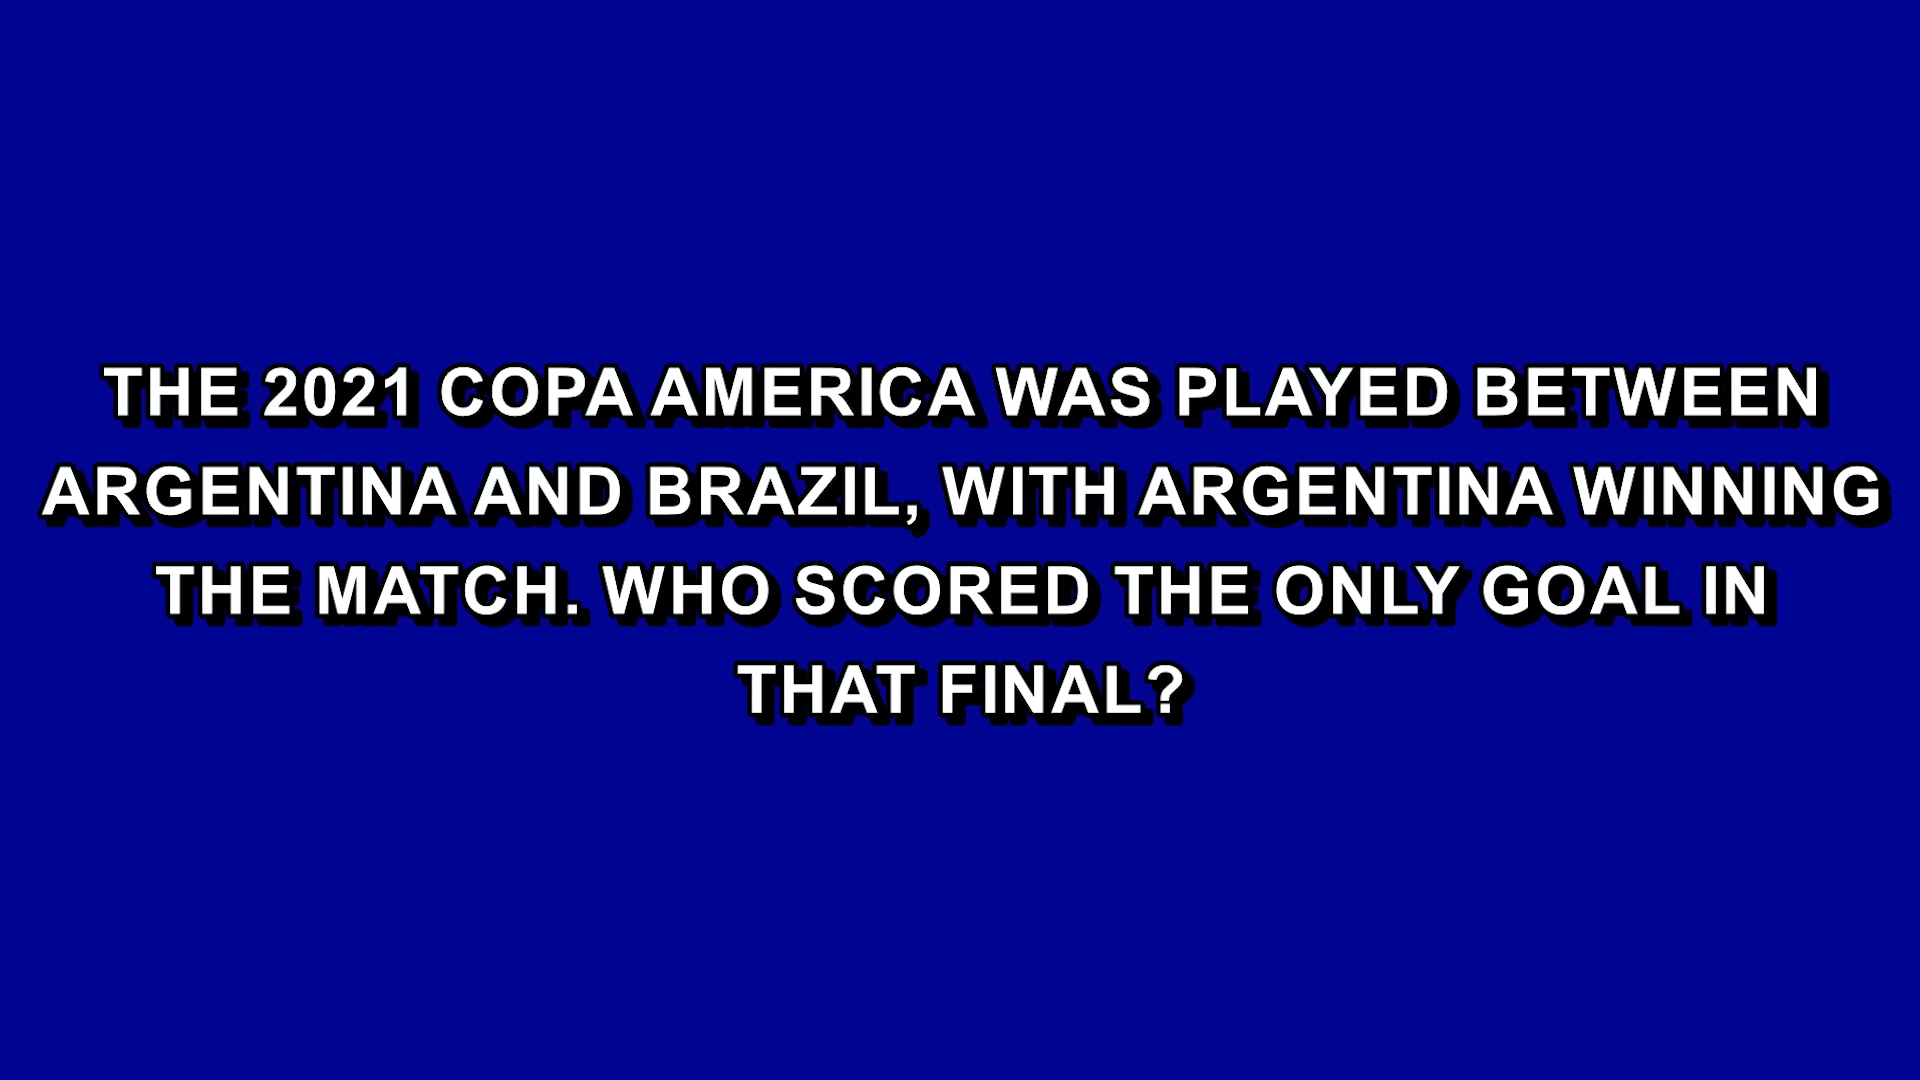 THE 2021 COPA AMERICA WAS PLAYED BETWEEN
ARGENTINA AND BRAZIL, WITH ARGENTINA WINNING
THE MATCH. WHO SCORED THE ONLY GOAL IN
THAT FINAL?